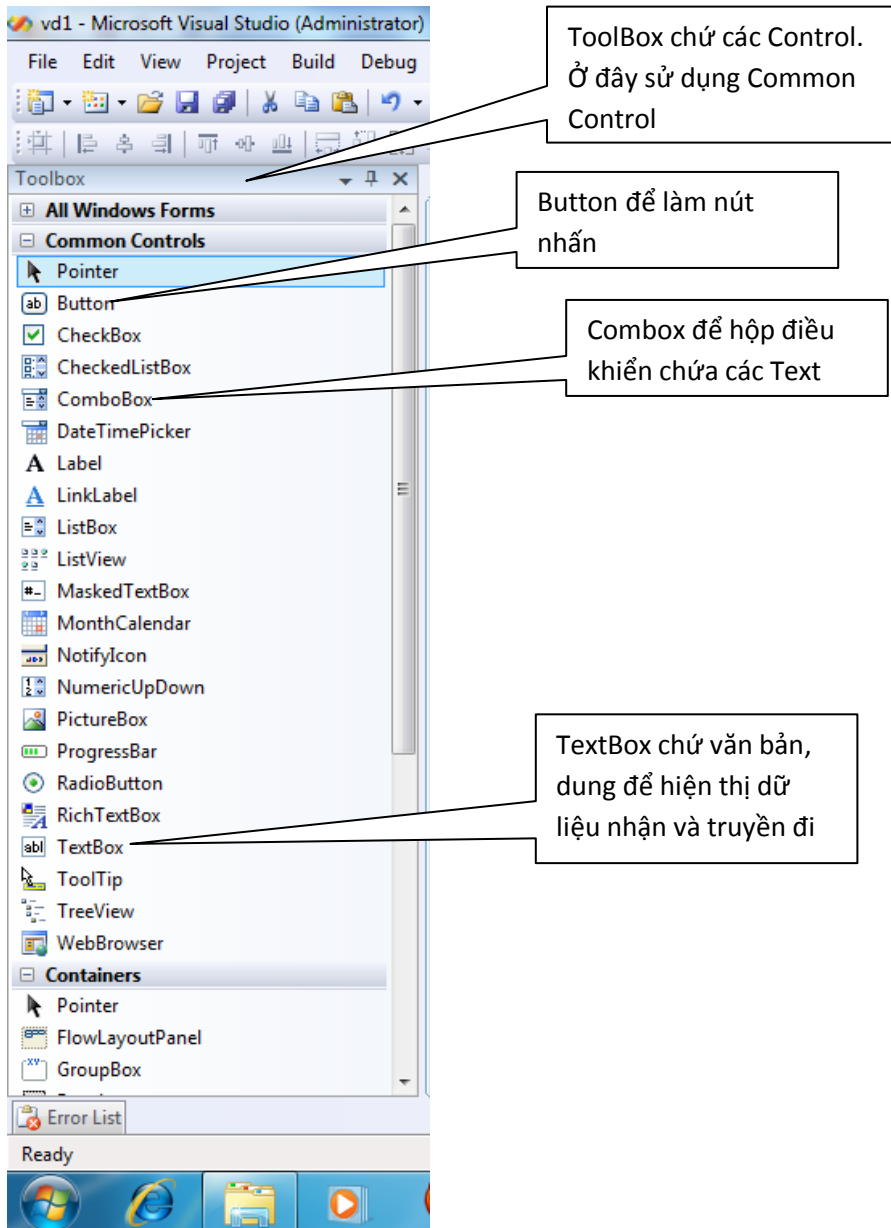 vd1 - Microsoft Visual Studio (Administrator)
File Edit View Project Build Debug
ToolBox chứ các Control.
Ở đây sử dụng Common
Control
Toolbox
All Windows Forms
Common Controls
Pointer
Button
CheckBox
CheckedListBox
ComboBox
DateTimePicker
Label
LinkLabel
ListBox
ListView
MaskedTextBox
MonthCalendar
NotifyIcon
NumericUpDown
PictureBox
ProgressBar
RadioButton
RichTextBox
TextBox
ToolTip
TreeView
WebBrowser
Containers
Pointer
FlowLayoutPanel
GroupBox
Button để làm nút
nhấn
Combox để hộp điều
khiển chứa các Text
TextBox chứ văn bản,
dung để hiện thị dữ
liệu nhận và truyền đi
Error List
Ready